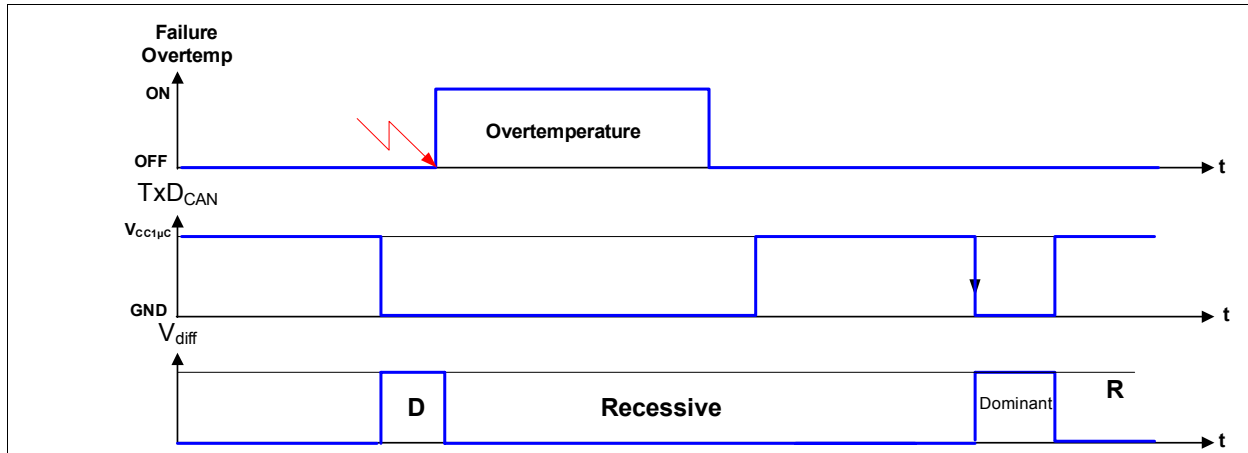 Failure
Overtemp
ON
Overtemperature
OFF
t
TxDCAN
VCC1µC
GND
t
Vdiff
D
Recessive
Dominant
R
t